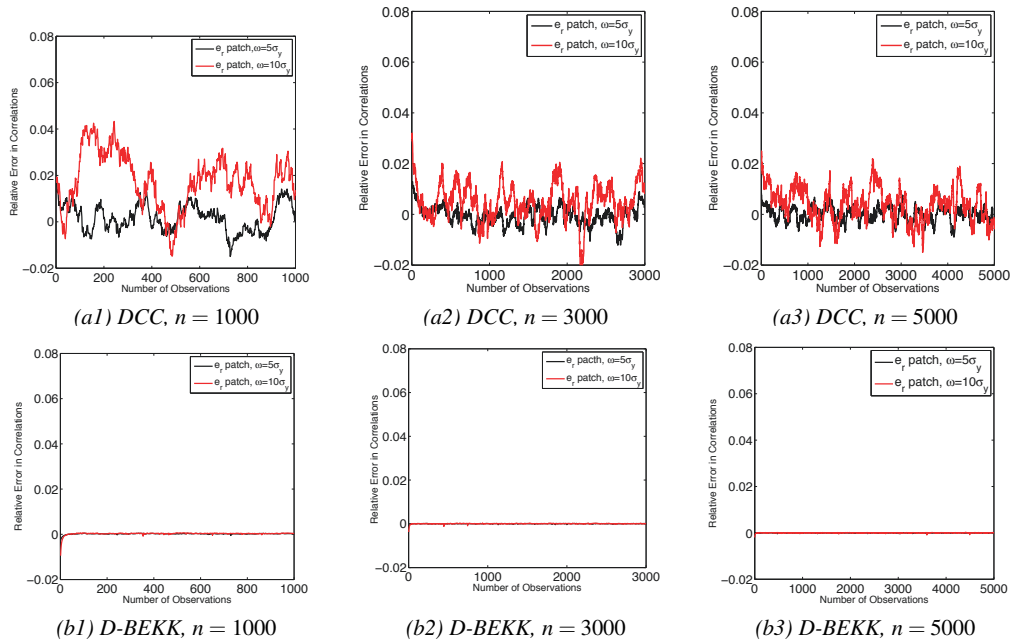 0.08
0.06
0.04
0.02
0
−0.02
Relative Error in Correlations
e_r patch,ω=5σ_y
e_r patch, ω=10σ_y
0 200 400 600 800 1000
Number of Observations
(a1) DCC, n = 1000
0.08
0.06
0.04
0.02
0
−0.02
Relative Error in Correlations
e_r patch, ω=5σ_y
e_r patch, ω=10σ_y
0 1000 2000 3000
Number of Observations
(a2) DCC, n = 3000
0.08
0.06
0.04
0.02
0
−0.02
Relative Error in Correlations
e_r patch, ω=5σ_y
e_r patch, ω=10σ_y
0 1000 2000 3000 4000 5000
Number of Observations
(a3) DCC, n = 5000
0.08
0.06
0.04
0.02
0
−0.02
Relative Error in Correlations
e_r patch, ω=5σ_y
e_r patch, ω=10σ_y
0 200 400 600 800 1000
Number of Observations
(b1) D-BEKK, n = 1000
0.08
0.06
0.04
0.02
0
−0.02
Relative Error in Correlations
e_r pacth, ω=5σ_y
e_r patch, ω=10σ_y
0 1000 2000 3000
Number of Observations
(b2) D-BEKK, n = 3000
0.08
0.06
0.04
0.02
0
−0.02
Relative Error in Correlations
e_r patch, ω=5σ_y
e_r patch, ω=10σ_y
0 1000 2000 3000 4000 5000
Number of Observations
(b3) D-BEKK, n = 5000